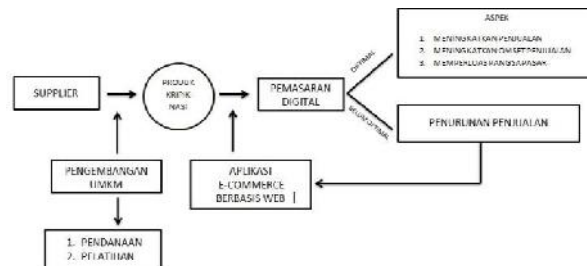 ASPEK
1. MENINGKATKAN PENJUALAN
2. MENINGKATKAN OMSET PENJUALAN
3. MEMPERLUAS PANGSA PASAR
OPTIMAL
SUPPLIER
PRODUK
KRIPIK
NASI
PEMASARAN
DIGITAL
BELUM OPTIMAL
PENURUNAN PENJUALAN
PENGEMBANGAN
UMKM
APLIKASI
E-COMMERCE
BERBASIS WEB
1. PENDANAAN
2. PELATIHAN